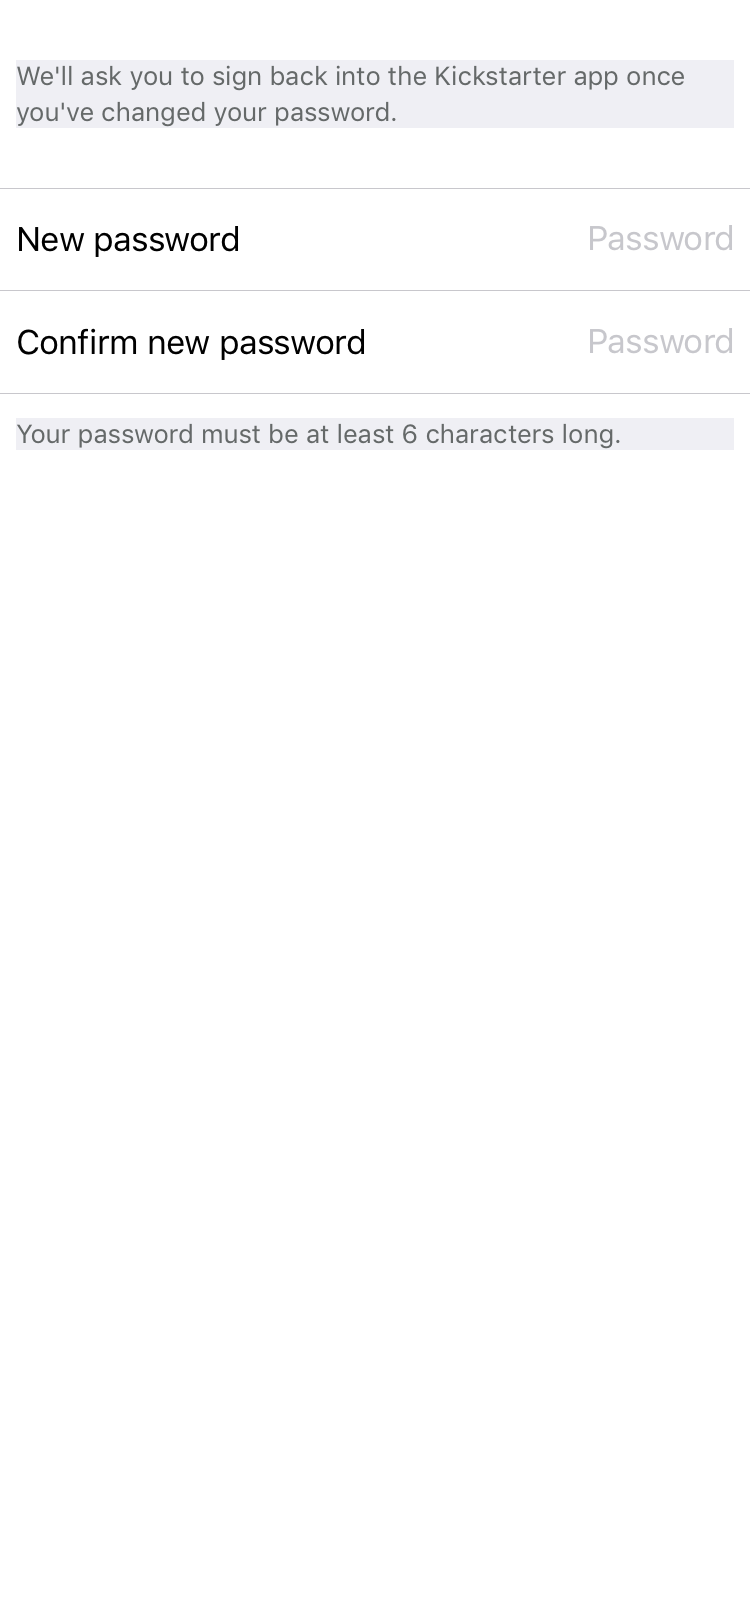 We'll ask you to sign back into the Kickstarter app once
you've changed your password.
New password Password
Confirm new password Password
Your password must be at least 6 characters long.